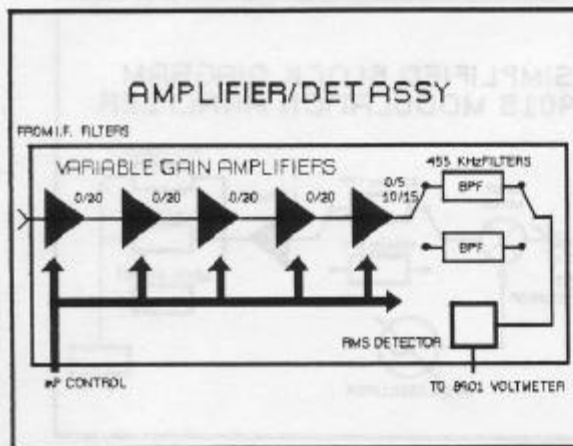 AMPLIFIER/DET ASSY
FROM I.F. FILTERS
VARIABLE GAIN AMPLIFIERS
455 KHz FILTERS
0/20
0/20
0/20
0/20
0/5
10/15
BPF
BPF
RMS DETECTOR
µP CONTROL
TO 8901 VOLTMETER